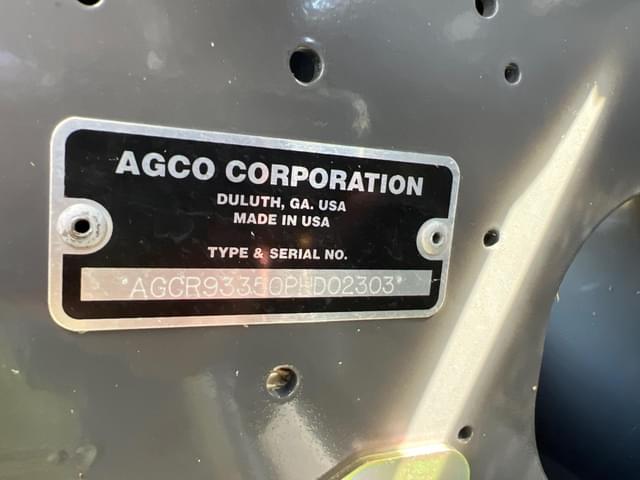 AGCO CORPORATION
DULUTH, GA. USA
MADE IN USA
TYPE & SERIAL NO.
*AGCR93350PHD02303*